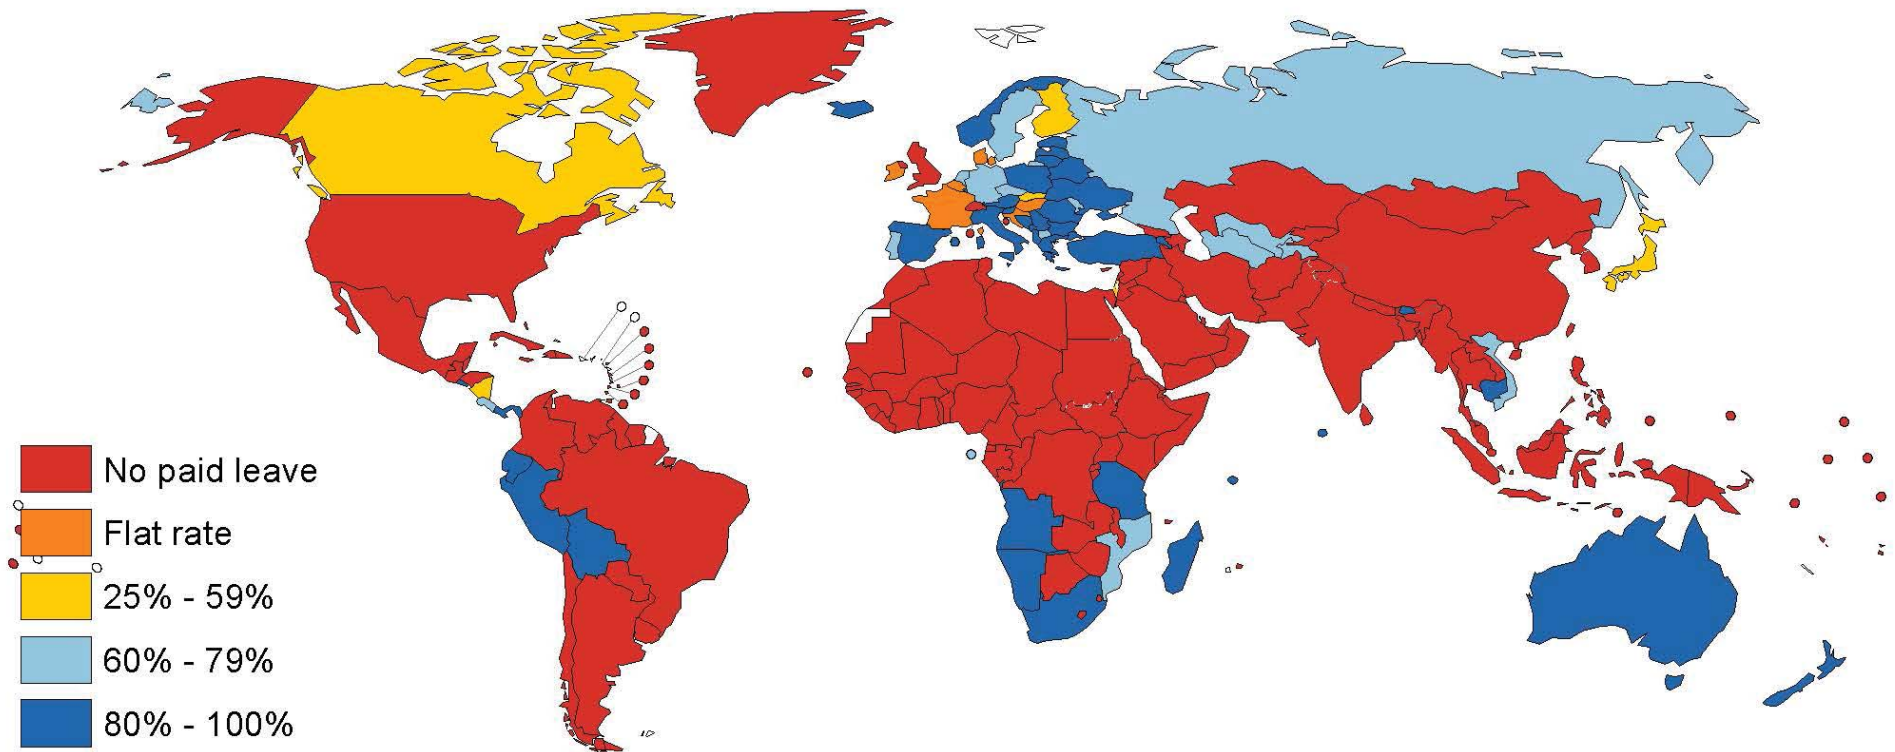 No paid leave
Flat rate
25% - 59%
60% - 79%
80% - 100%